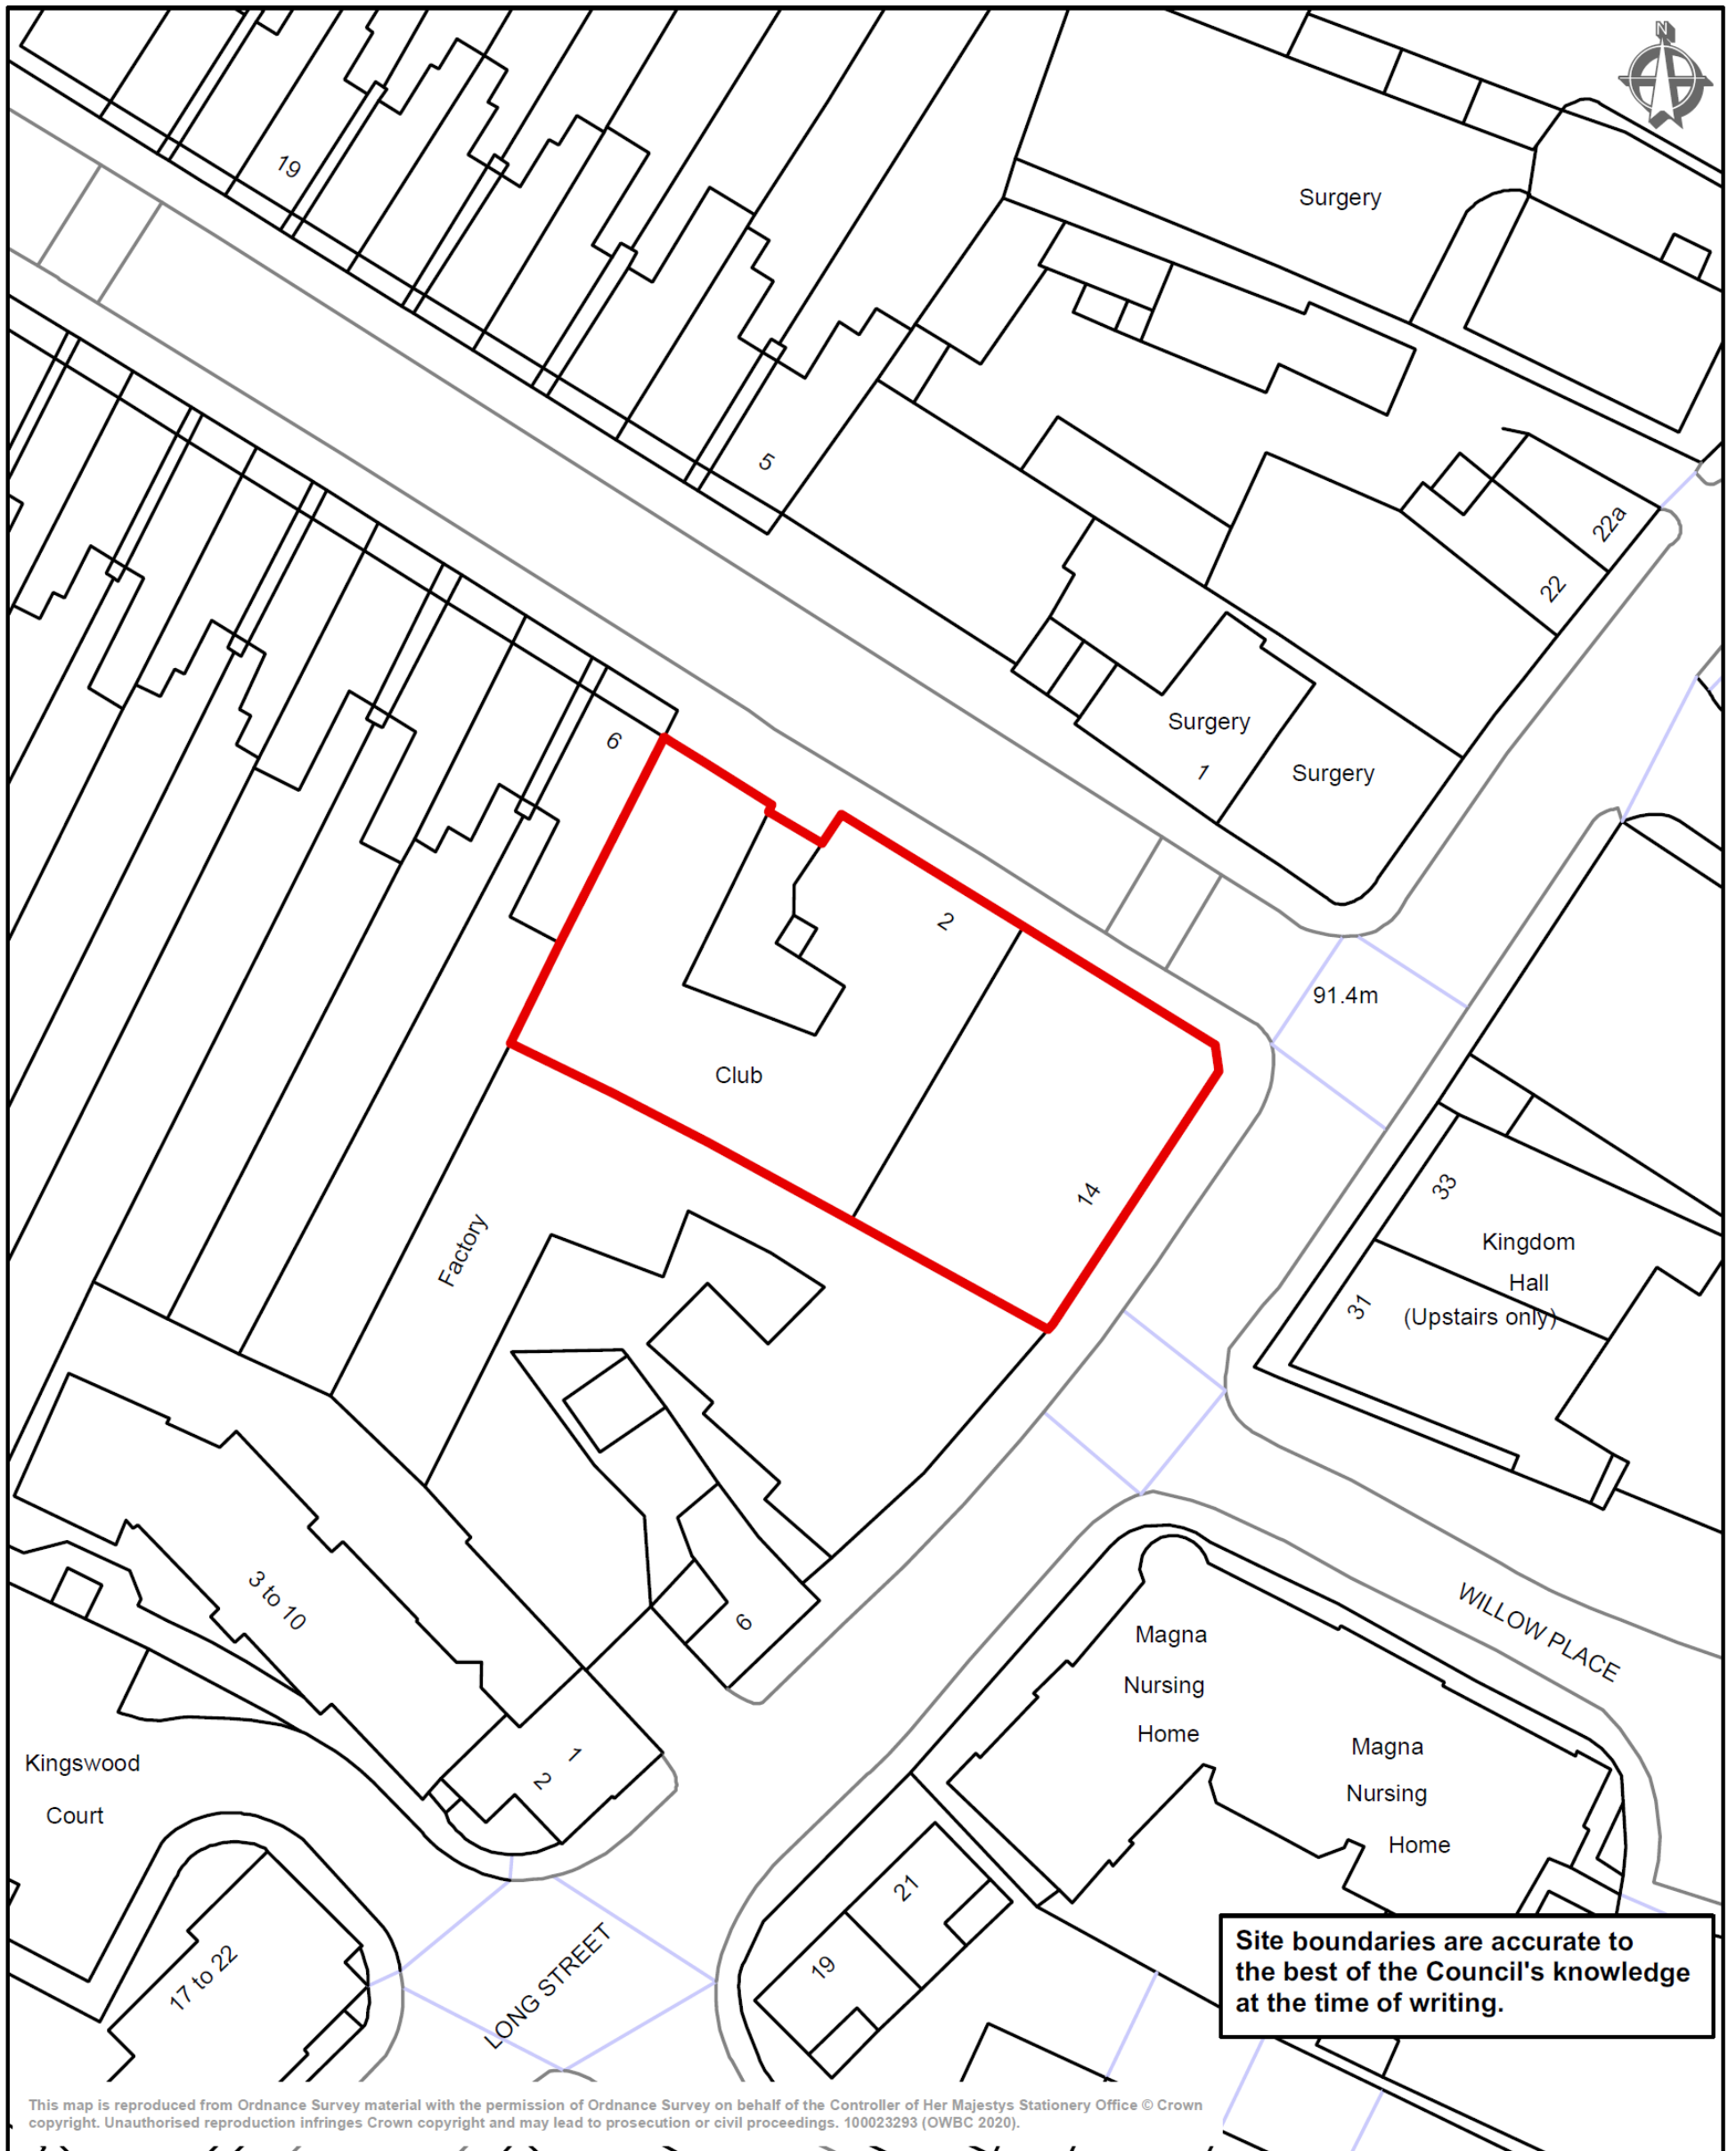 N
19
Surgery
5
22a
22
6
Surgery
1
Surgery
2
91.4m
Club
14
33
Factory
Kingdom
Hall
31
(Upstairs only)
3 to 10
6
WILLOW PLACE
Magna
Nursing
Home
Magna
Nursing
Home
Kingswood
Court
1
2
21
19
17 to 22
LONG STREET
Site boundaries are accurate to
the best of the Council's knowledge
at the time of writing.
This map is reproduced from Ordnance Survey material with the permission of Ordnance Survey on behalf of the Controller of Her Majestys Stationery Office © Crown
copyright. Unauthorised reproduction infringes Crown copyright and may lead to prosecution or civil proceedings. 100023293 (OWBC 2020).